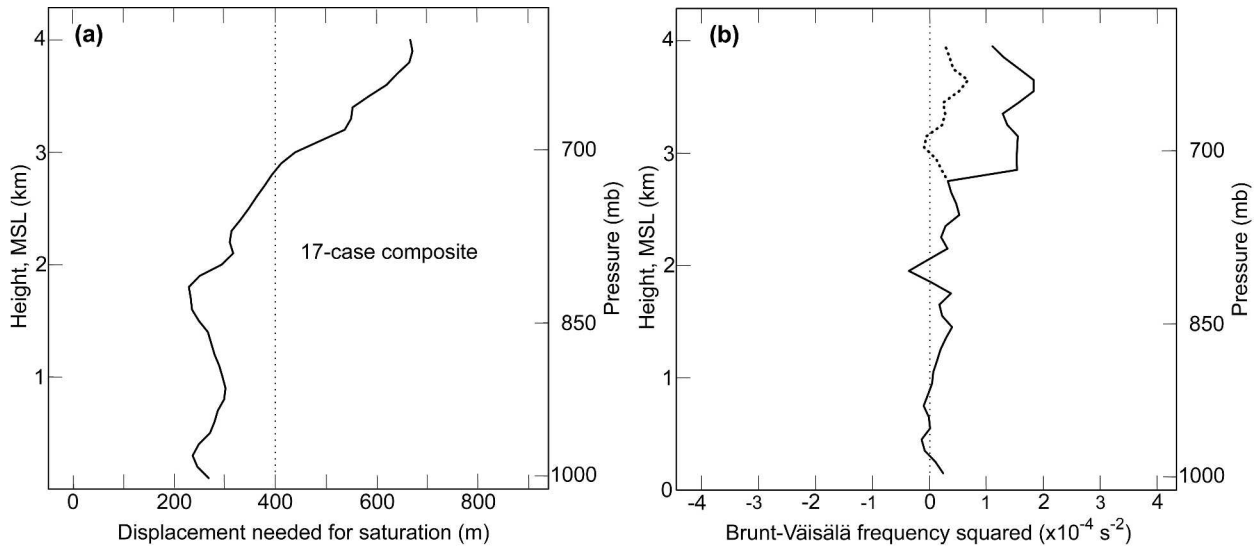 (a)
4
3
2
1
Height, MSL (km)
700
850
1000
Pressure (mb)
17-case composite
0 200 400 600 800
Displacement needed for saturation (m)
(b)
4
3
2
1
0
Height, MSL (km)
700
850
1000
Pressure (mb)
-4 -3 -2 -1 0 1 2 3 4
Brunt-Väisälä frequency squared (x10⁻⁴ s⁻²)